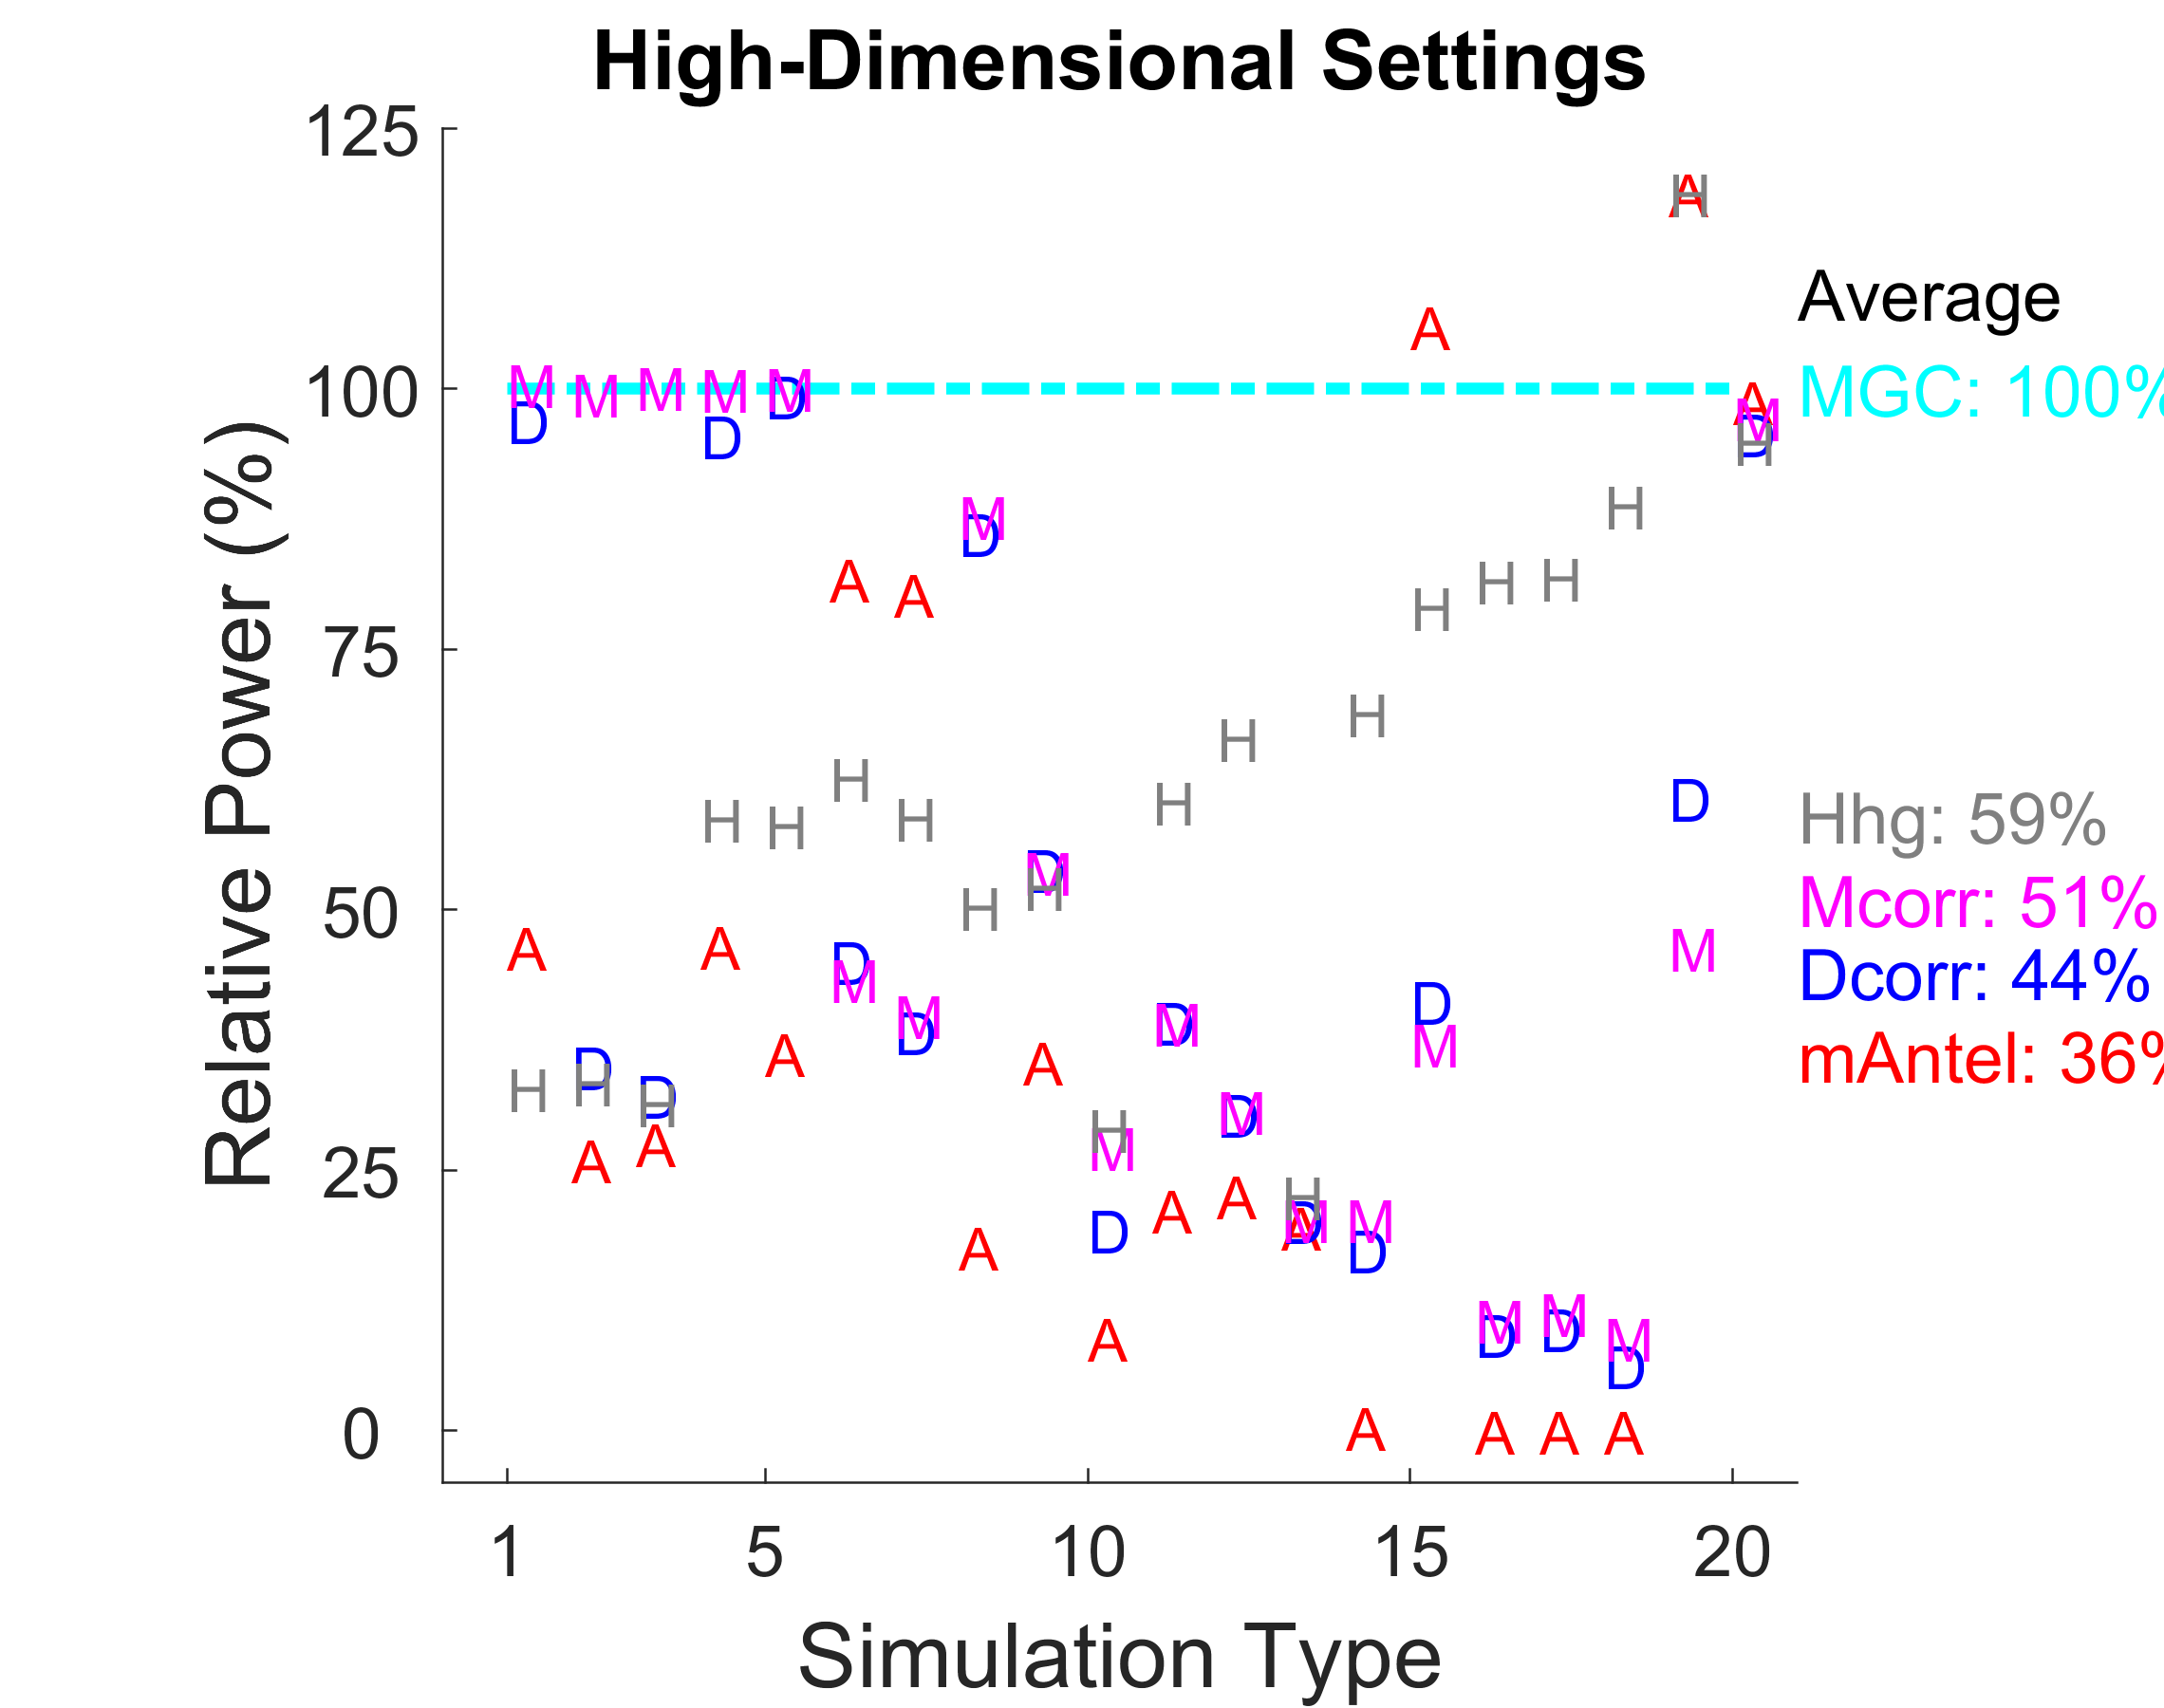 High-Dimensional Settings
125
100
75
50
25
0
Relative Power (%)
1 5 10 15 20
Simulation Type
Average
MGC: 100%
Hhg: 59%
Mcorr: 51%
Dcorr: 44%
mAntel: 36%